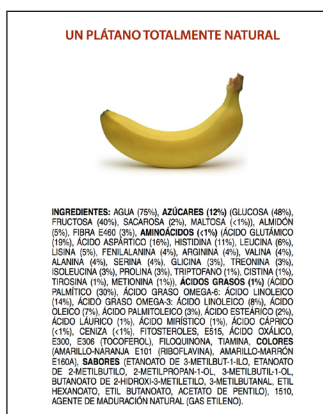 UN PLÁTANO TOTALMENTE NATURAL
INGREDIENTES: AGUA (75%), AZÚCARES (12%) (GLUCOSA (48%),
FRUCTOSA (40%), SACAROSA (2%), MALTOSA (<1%), ALMIDÓN
(5%), FIBRA E460 (3%), AMINOÁCIDOS (<1%) (ÁCIDO GLUTÁMICO
(19%), ÁCIDO ASPÁRTICO (16%), HISTIDINA (11%), LEUCINA (6%),
LISINA (5%), FENILALANINA (4%), ARGININA (4%), VALINA (4%),
ALANINA (4%), SERINA (4%), GLICINA (3%), TREONINA (3%),
ISOLEUCINA (3%), PROLINA (3%), TRIPTOFANO (1%), CISTINA (1%),
TIROSINA (1%), METIONINA (1%)), ÁCIDOS GRASOS (1%) (ÁCIDO
PALMÍTICO (30%), ÁCIDO GRASO OMEGA-6: ÁCIDO LINOLEICO
(14%), ÁCIDO GRASO OMEGA-3: ÁCIDO LINOLEICO (8%), ÁCIDO
OLEICO (7%), ÁCIDO PALMITOLEICO (3%), ÁCIDO ESTEÁRICO (2%),
ÁCIDO LÁURICO (1%), ÁCIDO MIRÍSTICO (1%), ÁCIDO CÁPRICO
(<1%), CENIZA (<1%), FITOSTEROLES, E515, ÁCIDO OXÁLICO,
E300, E306 (TOCOFEROL), FILOQUINONA, TIAMINA, COLORES
(AMARILLO-NARANJA E101 (RIBOFLAVINA), AMARILLO-MARRÓN
E160A), SABORES (ETANOATO DE 3-METILBUT-1-ILO, ETANOATO
DE 2-METILBUTILO, 2-METILPROPAN-1-OL, 3-METILBUTIL-1-OL,
BUTANOATO DE 2-HIDROXI-3-METILETILO, 3-METILBUTANAL, ETIL
HEXANOATO, ETIL BUTANOATO, ACETATO DE PENTILO), 1510,
AGENTE DE MADURACIÓN NATURAL (GAS ETILENO).